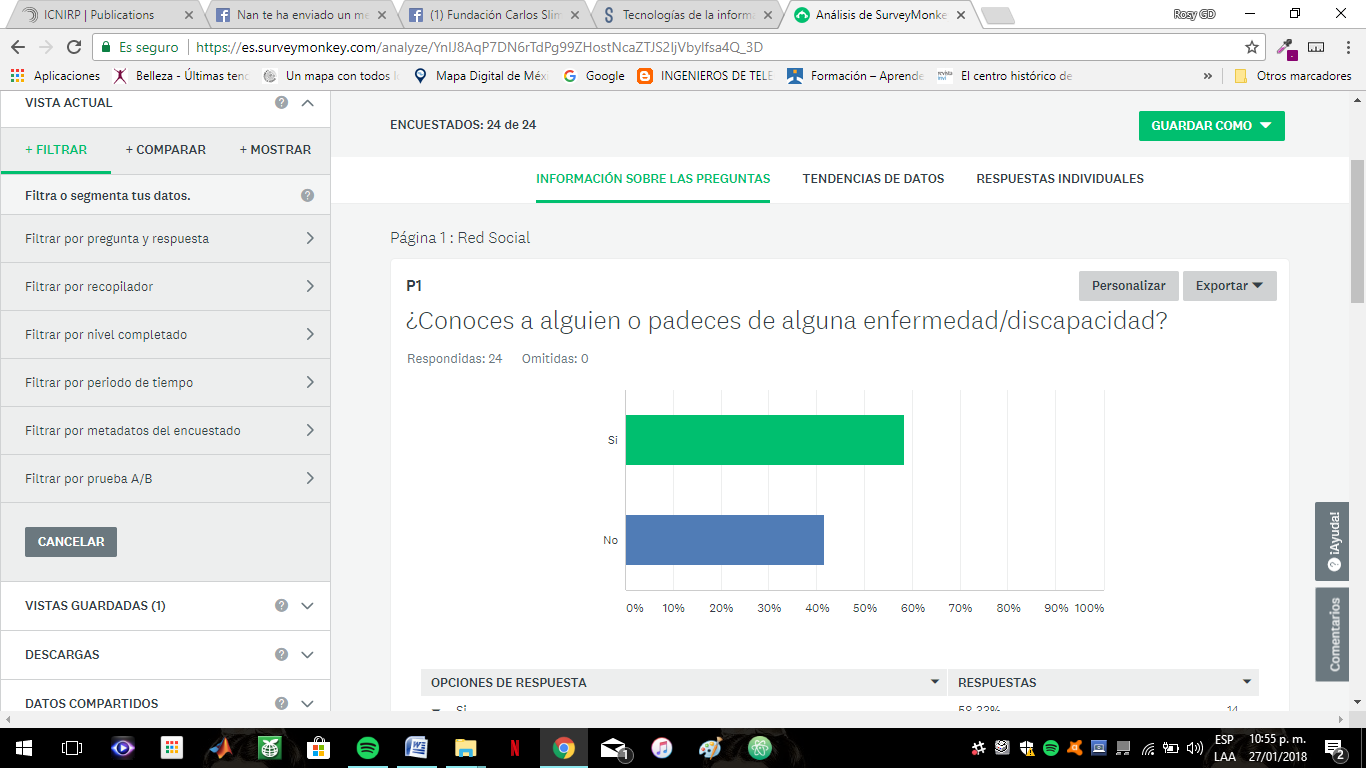 ICNIRP | Publications
Nan te ha enviado un me
(1) Fundación Carlos Slim
Tecnologías de la informa
Análisis de SurveyMonke
Rosy GD
Es seguro
https://es.surveymonkey.com/analyze/YnIJ8AqP7DN6rTdPg99ZHostNcaZTJS2IjVbylfsa4Q_3D
Aplicaciones
Belleza - Últimas tend
Un mapa con todos l
Mapa Digital de Méxi
Google
INGENIEROS DE TELE
Formación – Aprende
El centro histórico de
»
Otros marcadores
VISTA ACTUAL
+ FILTRAR
+ COMPARAR
+ MOSTRAR
Filtra o segmenta tus datos.
Filtrar por pregunta y respuesta
Filtrar por recopilador
Filtrar por nivel completado
Filtrar por periodo de tiempo
Filtrar por metadatos del encuestado
Filtrar por prueba A/B
CANCELAR
VISTAS GUARDADAS (1)
DESCARGAS
DATOS COMPARTIDOS
ENCUESTADOS: 24 de 24
GUARDAR COMO
INFORMACIÓN SOBRE LAS PREGUNTAS
TENDENCIAS DE DATOS
RESPUESTAS INDIVIDUALES
Página 1 : Red Social
P1
Personalizar
Exportar
¿Conoces a alguien o padeces de alguna enfermedad/discapacidad?
Respondidas: 24 Omitidas: 0
Si
No
0% 10% 20% 30% 40% 50% 60% 70% 80% 90% 100%
OPCIONES DE RESPUESTA
RESPUESTAS
Si
58.33%
14
¡Ayuda!
Comentarios
ESP
LAA
10:55 p. m.
27/01/2018
1
2